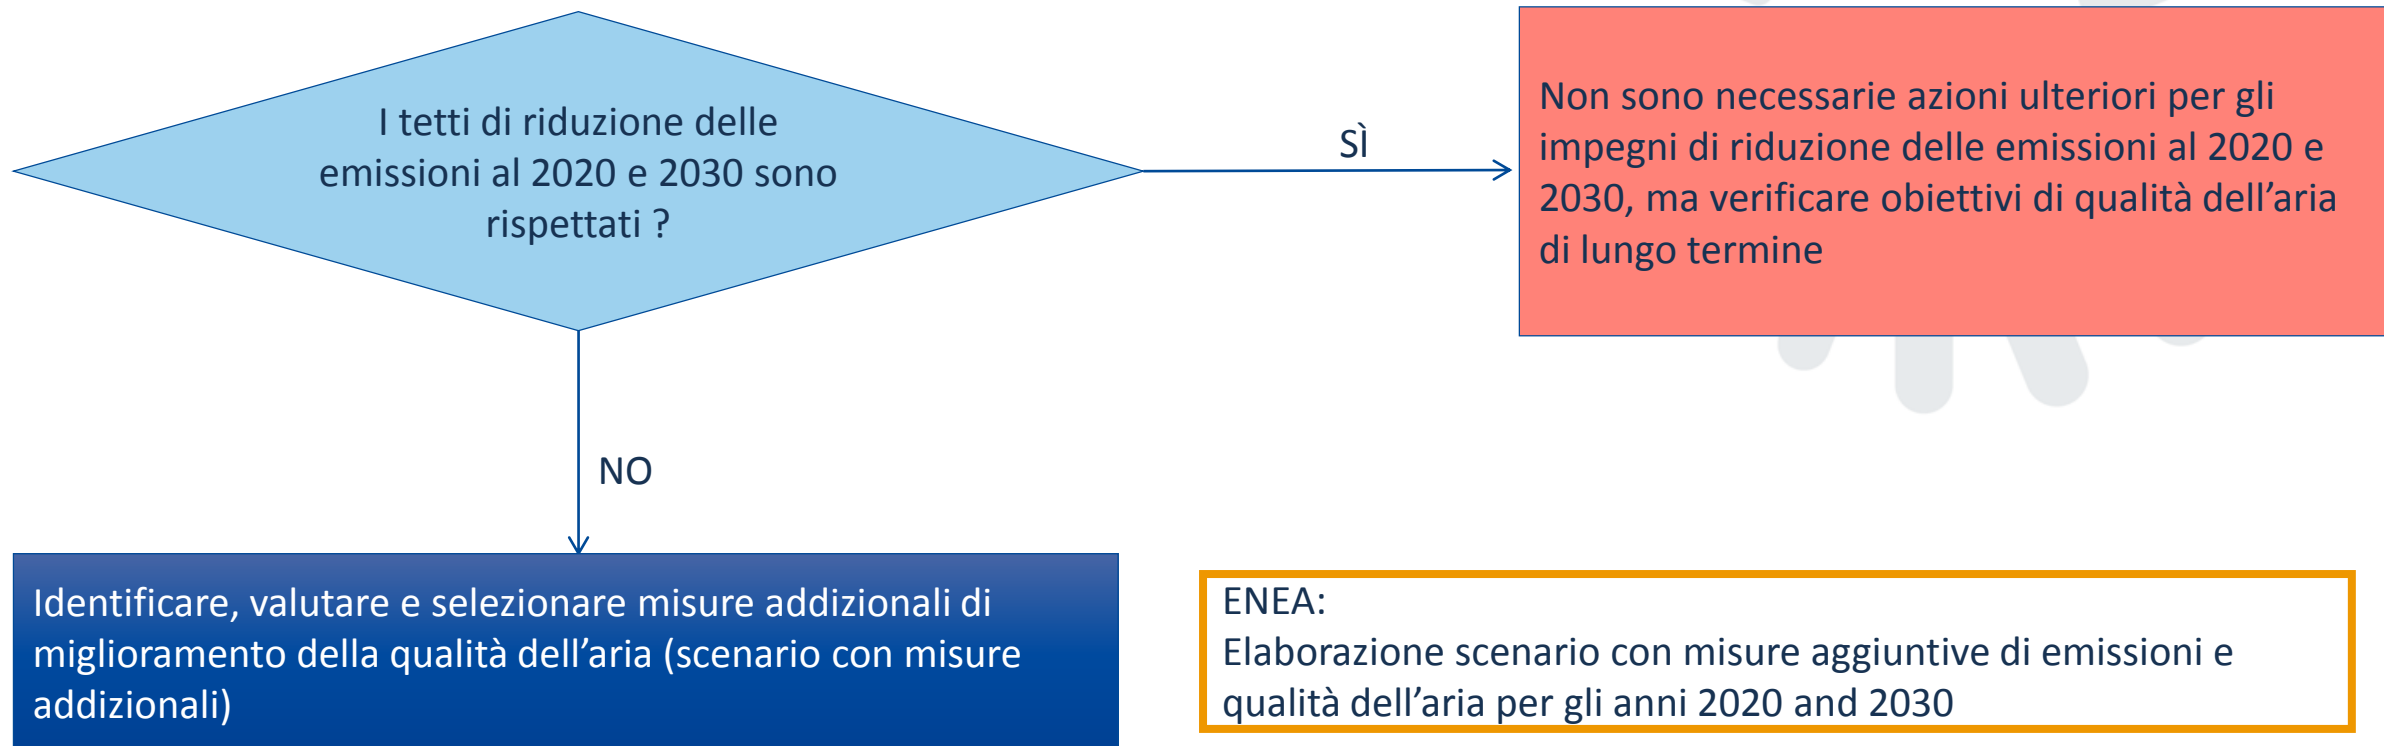 I tetti di riduzione delle
emissioni al 2020 e 2030 sono
rispettati ?
SÌ
Non sono necessarie azioni ulteriori per gli
impegni di riduzione delle emissioni al 2020 e
2030, ma verificare obiettivi di qualità dell’aria
di lungo termine
NO
Identificare, valutare e selezionare misure addizionali di
miglioramento della qualità dell’aria (scenario con misure
addizionali)
ENEA:
Elaborazione scenario con misure aggiuntive di emissioni e
qualità dell’aria per gli anni 2020 and 2030